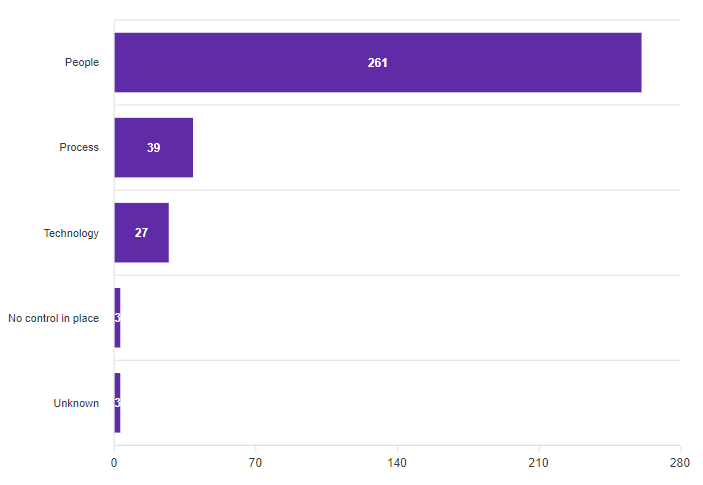 People
261
Process
39
Technology
27
No control in place
3
Unknown
3
0 70 140 210 280